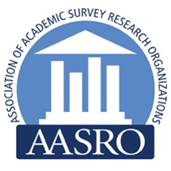 ASSOCIATION OF ACADEMIC SURVEY RESEARCH ORGANIZATIONS
AASRO